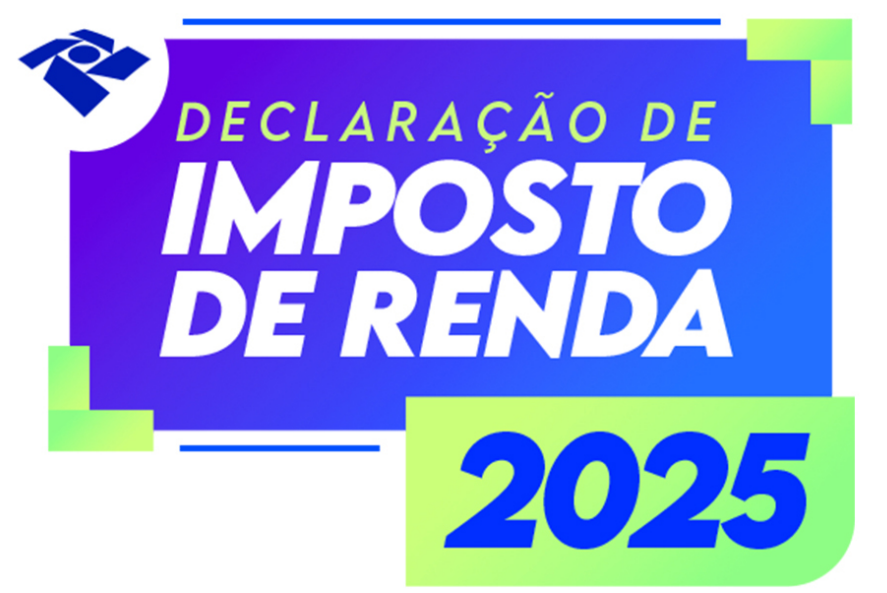 DECLARAÇÃO DE
IMPOSTO
DE RENDA
2025